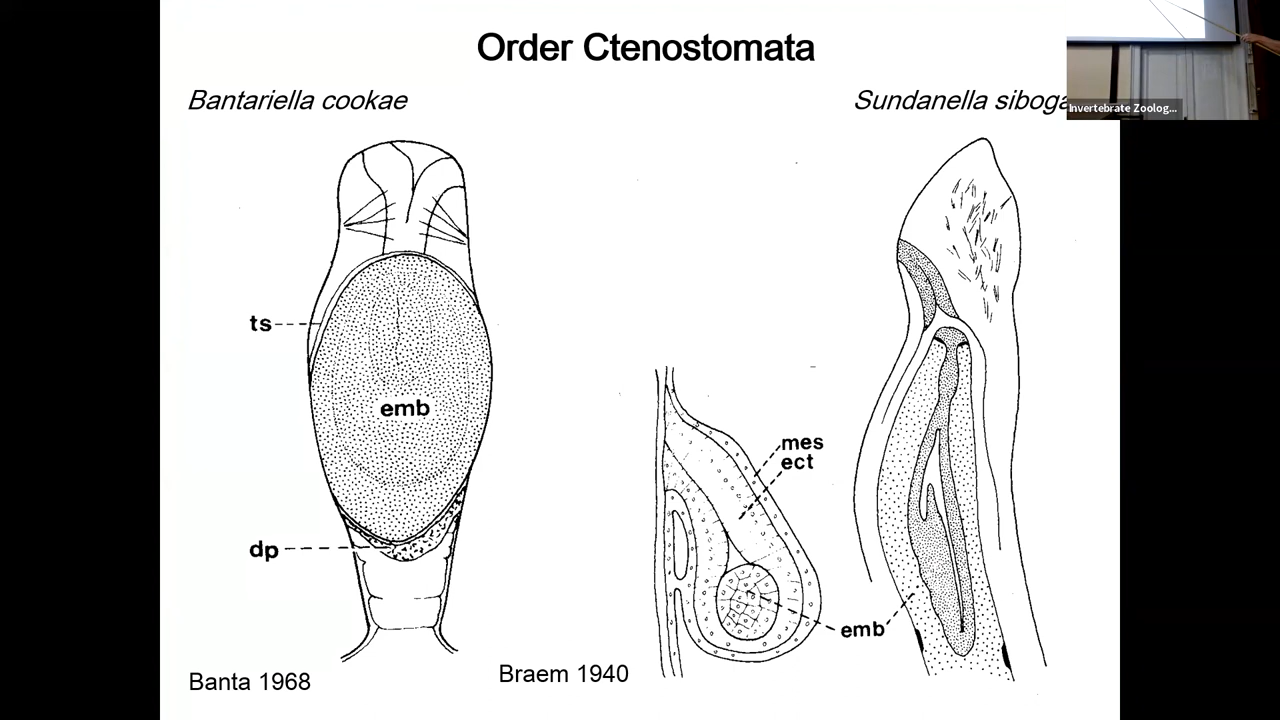 Order Ctenostomata
Bantariella cookae
Sundanella siboga
Invertebrate Zoolog...
ts
emb
dp
mes
ect
emb
Banta 1968
Braem 1940